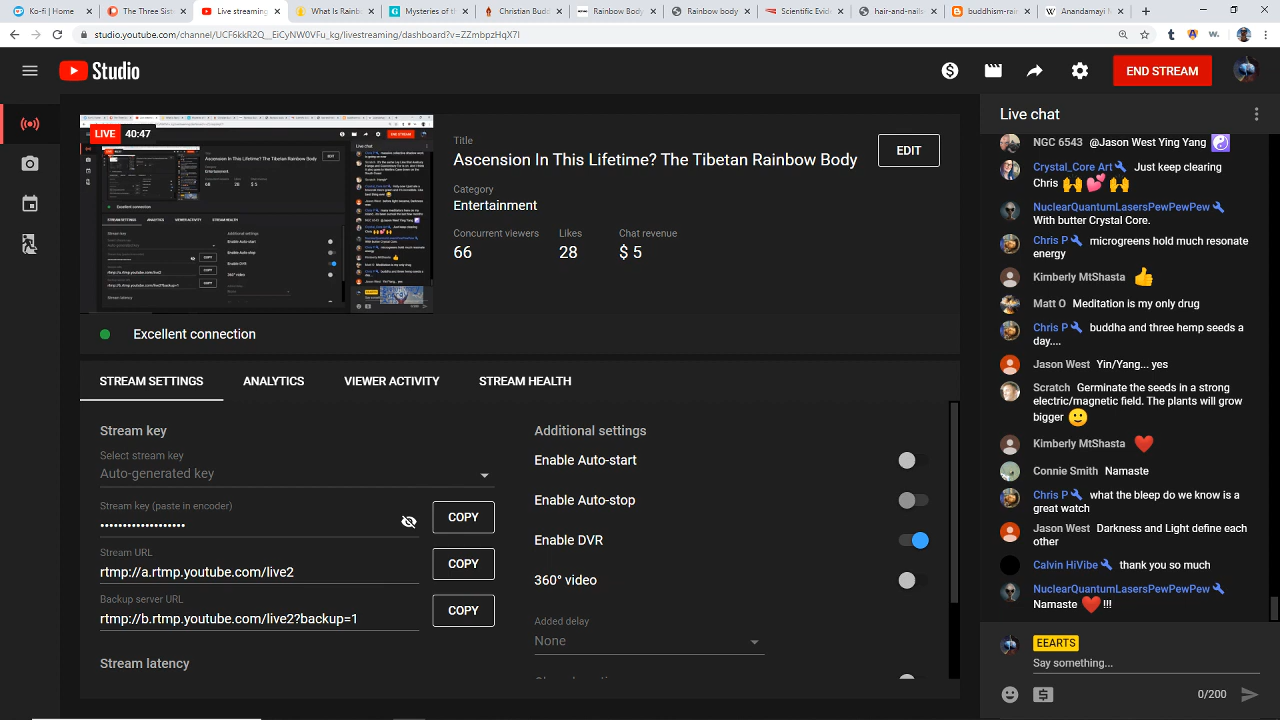 Ko-fi | Home
The Three Sist
Live streaming
What Is Rainbo
Mysteries of t
Christian Budd
Rainbow Body
Rainbow body
Scientific Evide
hair-and-nails
buddhism-rain
Anandamayi M
studio.youtube.com/channel/UCF6kkR2Q__EiCyNW0VFu_kg/livestreaming/dashboard?v=ZZmbpzHqX7I
Studio
END STREAM
LIVE 40:47
Title
Ascension In This Lifetime? The Tibetan Rainbow Body
EDIT
Category
Entertainment
Concurrent viewers
66
Likes
28
Chat revenue
$ 5
Excellent connection
STREAM SETTINGS
ANALYTICS
VIEWER ACTIVITY
STREAM HEALTH
Stream key
Select stream key
Auto-generated key
Stream key (paste in encoder)
•••••••••••••••••••
COPY
Stream URL
rtmp://a.rtmp.youtube.com/live2
COPY
Backup server URL
rtmp://b.rtmp.youtube.com/live2?backup=1
COPY
Stream latency
Additional settings
Enable Auto-start
Enable Auto-stop
Enable DVR
360° video
Added delay
None
Live chat
West Ying Yang ☯️
Crystal_Core Art Just keep clearing
Chris 🙌 💕 🙌
NuclearQuantumLasersPewPewPew
With butter Crystal Core.
Chris P microgreens hold much resonate
energy
Kimberly MtShasta 👍
Matt O Meditation is my only drug
Chris P buddha and three hemp seeds a
day....
Jason West Yin/Yang... yes
Scratch Germinate the seeds in a strong
electric/magnetic field. The plants will grow
bigger 🙂
Kimberly MtShasta ❤️
Connie Smith Namaste
Chris P what the bleep do we know is a
great watch
Jason West Darkness and Light define each
other
Calvin HiVibe thank you so much
NuclearQuantumLasersPewPewPew
Namaste ❤️ !!!
EEARTS
Say something...
0/200